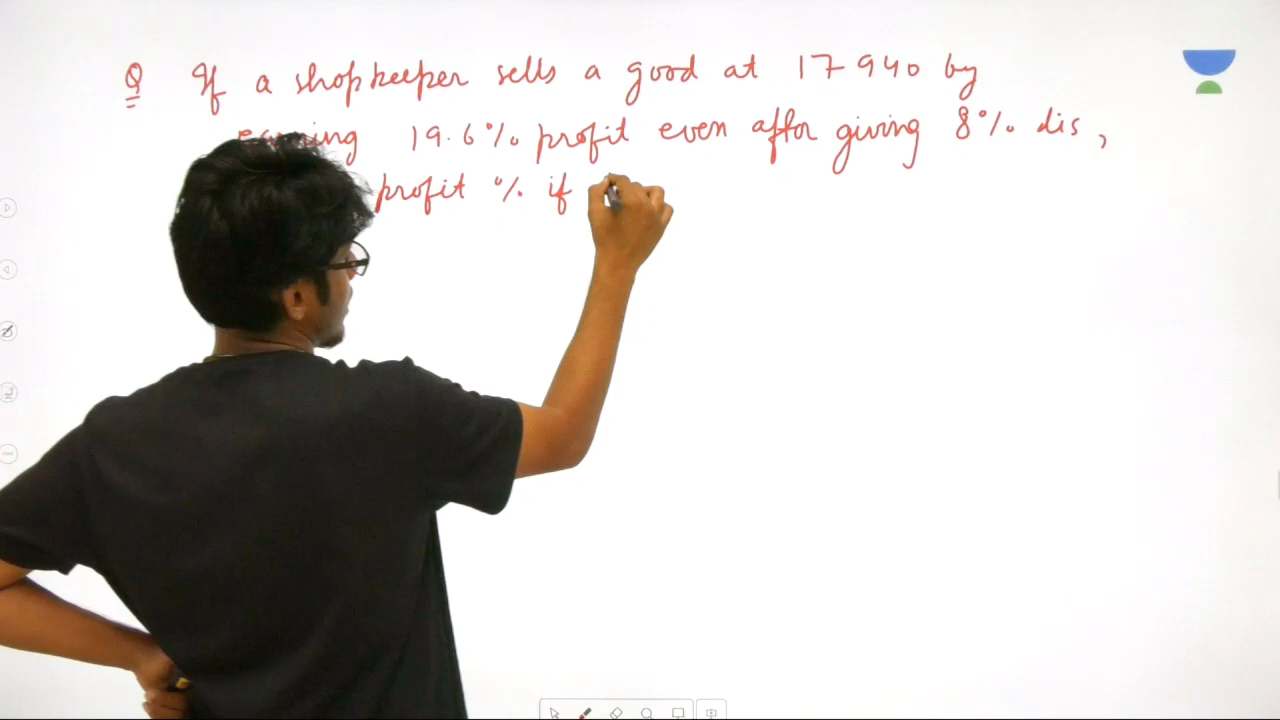 Q If a shopkeeper sells a good at 17940 by
earning 19.6% profit even after giving 8% dis,
profit % if